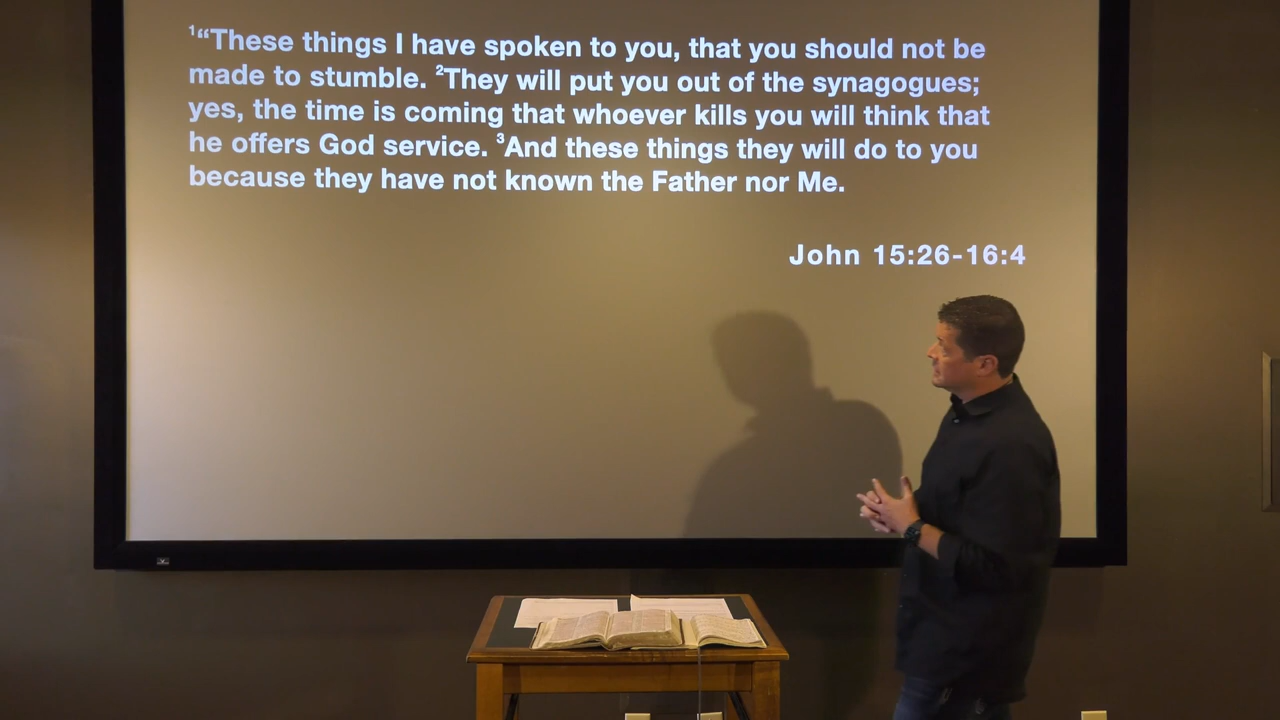 ¹“These things I have spoken to you, that you should not be
made to stumble. ²They will put you out of the synagogues;
yes, the time is coming that whoever kills you will think that
he offers God service. ³And these things they will do to you
because they have not known the Father nor Me.
John 15:26-16:4